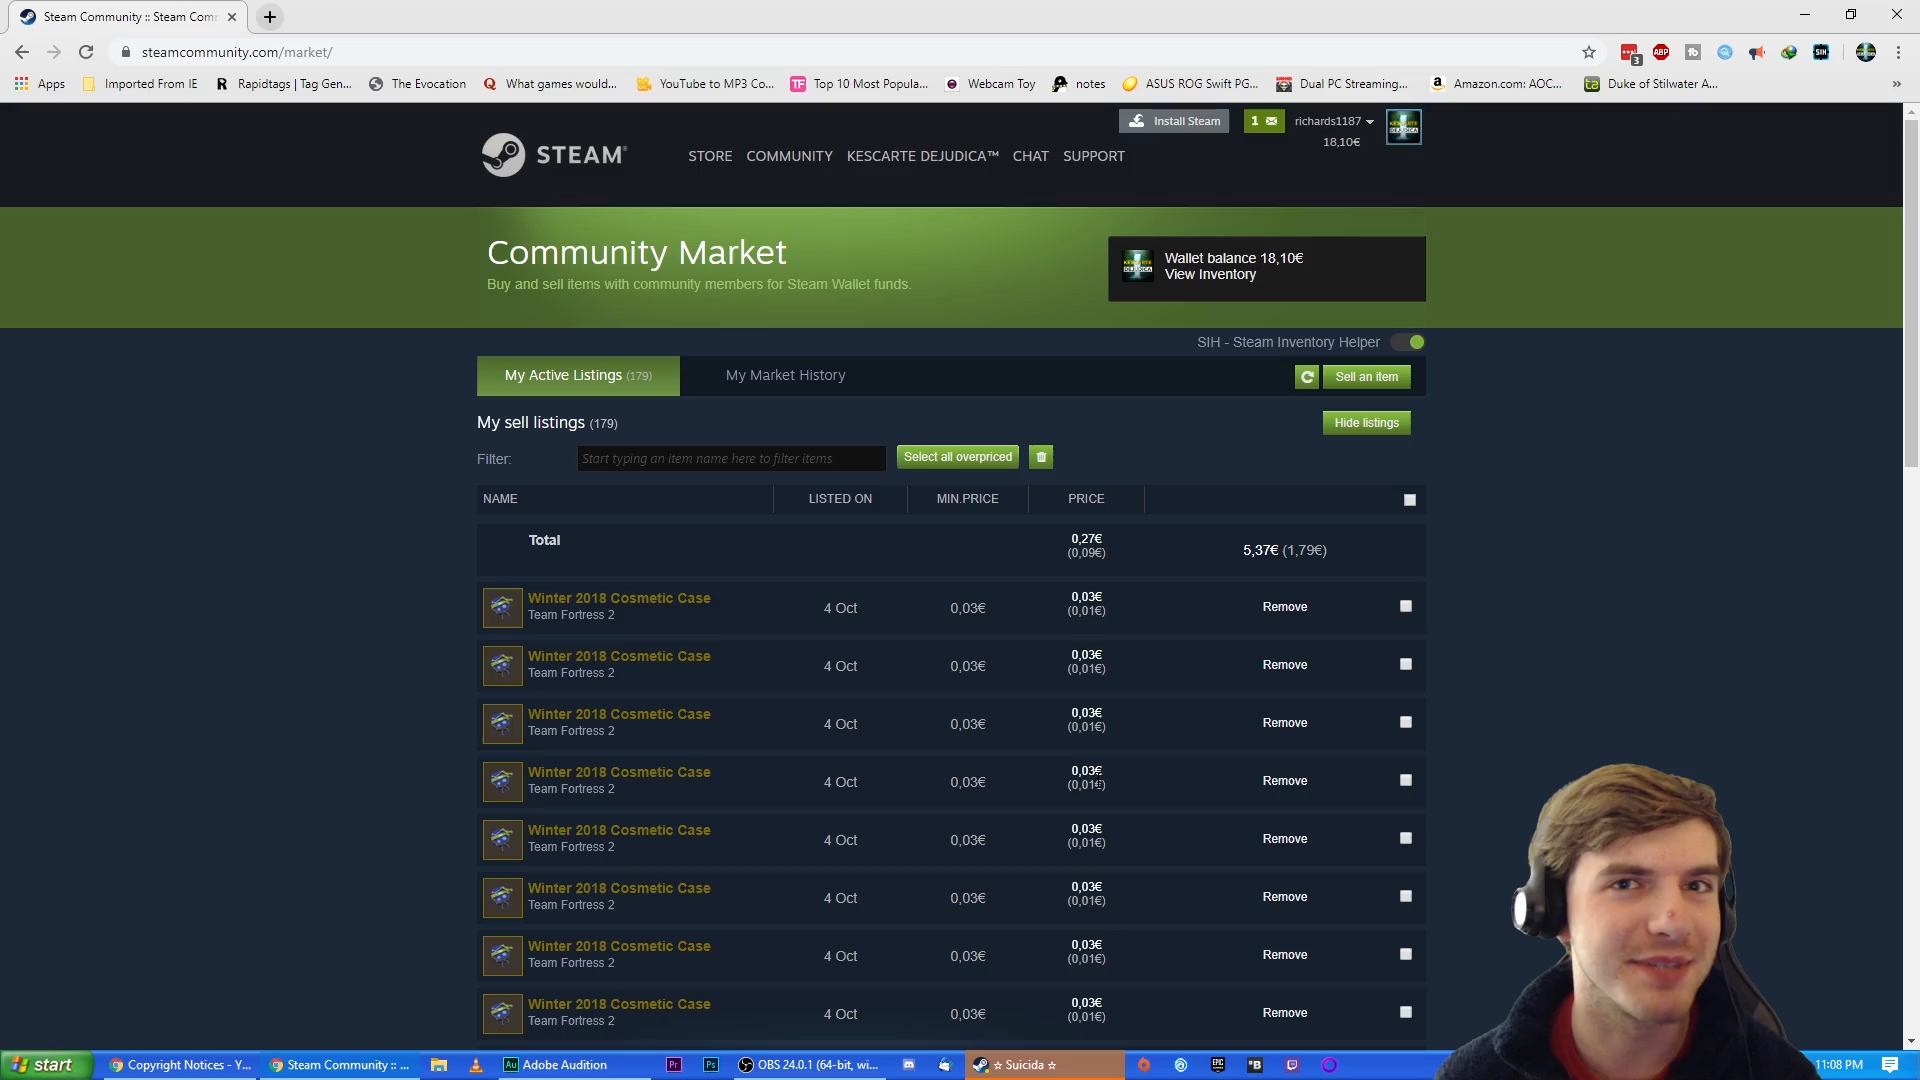 Steam Community :: Steam Com
steamcommunity.com/market/
3
ABP
SIH
Apps
Imported From IE
R Rapidtags | Tag Gen...
The Evocation
Q What games would...
YouTube to MP3 Co...
TF Top 10 Most Popula...
Webcam Toy
notes
ASUS ROG Swift PG...
Dual PC Streaming...
a Amazon.com: AOC...
ta Duke of Stilwater A...
»
Install Steam
1
richards1187
18,10€
STEAM®
STORE COMMUNITY KESCARTE DEJUDICA™ CHAT SUPPORT
Community Market
Buy and sell items with community members for Steam Wallet funds.
Wallet balance 18,10€
View Inventory
SIH - Steam Inventory Helper
My Active Listings (179)
My Market History
Sell an item
My sell listings (179)
Hide listings
Filter:
Start typing an item name here to filter items
Select all overpriced
NAME LISTED ON MIN.PRICE PRICE
Total
0,27€
(0,09€)
5,37€ (1,79€)
Winter 2018 Cosmetic Case
Team Fortress 2
4 Oct
0,03€
0,03€
(0,01€)
Remove
Winter 2018 Cosmetic Case
Team Fortress 2
4 Oct
0,03€
0,03€
(0,01€)
Remove
Winter 2018 Cosmetic Case
Team Fortress 2
4 Oct
0,03€
0,03€
(0,01€)
Remove
Winter 2018 Cosmetic Case
Team Fortress 2
4 Oct
0,03€
0,03€
(0,01€)
Remove
Winter 2018 Cosmetic Case
Team Fortress 2
4 Oct
0,03€
0,03€
(0,01€)
Remove
Winter 2018 Cosmetic Case
Team Fortress 2
4 Oct
0,03€
0,03€
(0,01€)
Remove
Winter 2018 Cosmetic Case
Team Fortress 2
4 Oct
0,03€
0,03€
(0,01€)
Remove
Winter 2018 Cosmetic Case
Team Fortress 2
4 Oct
0,03€
0,03€
(0,01€)
Remove
start
Copyright Notices - Y...
Steam Community :: ...
Au Adobe Audition
Pr
Ps
OBS 24.0.1 (64-bit, wi...
☆ Suicida ☆
EPIC
11:08 PM